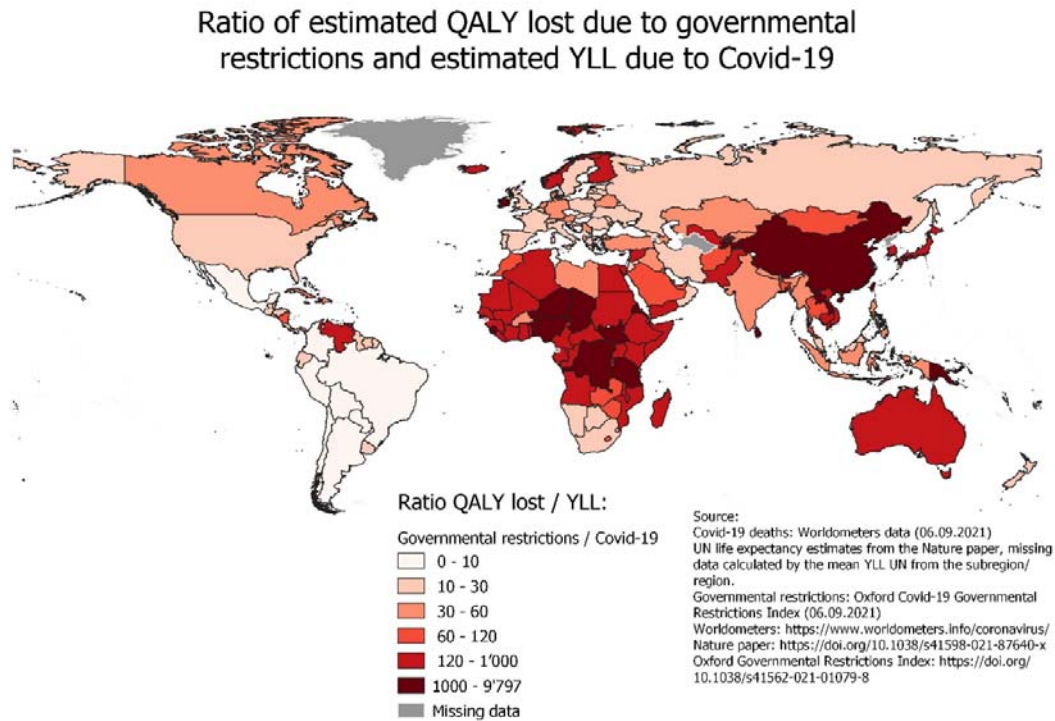 Ratio of estimated QALY lost due to governmental
restrictions and estimated YLL due to Covid-19
Ratio QALY lost / YLL:
Governmental restrictions / Covid-19
0 - 10
10 - 30
30 - 60
60 - 120
120 - 1'000
1000 - 9'797
Missing data
Source:
Covid-19 deaths: Worldometers data (06.09.2021)
UN life expectancy estimates from the Nature paper, missing
data calculated by the mean YLL UN from the subregion/
region.
Governmental restrictions: Oxford Covid-19 Governmental
Restrictions Index (06.09.2021)
Worldometers: https://www.worldometers.info/coronavirus/
Nature paper: https://doi.org/10.1038/s41598-021-87640-x
Oxford Governmental Restrictions Index: https://doi.org/
10.1038/s41562-021-01079-8